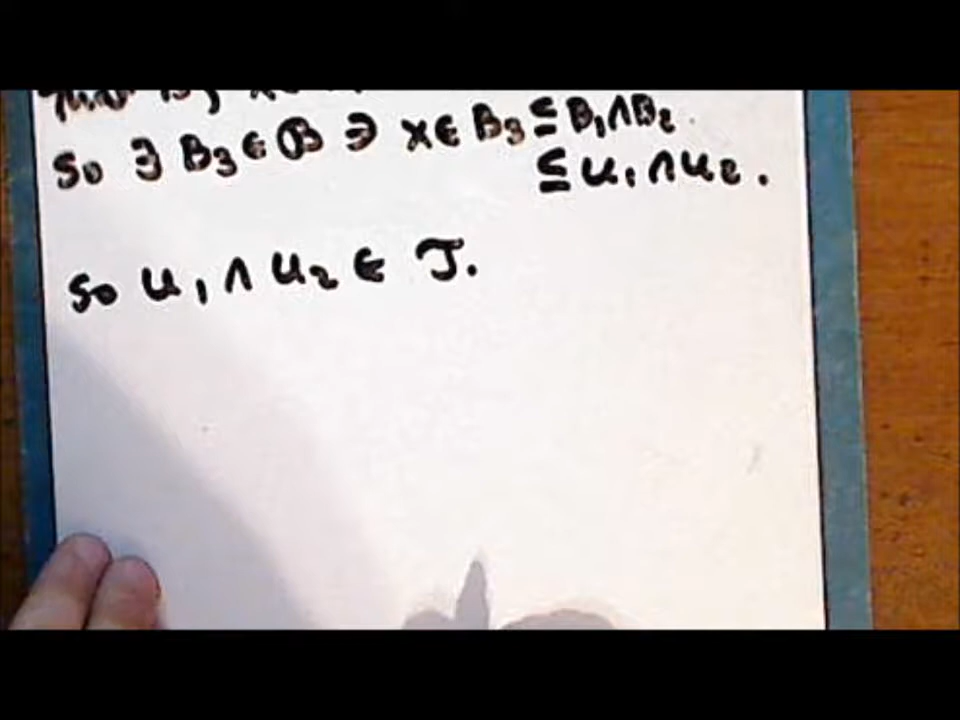 So ∃ B₃ ∈ ℬ ∋ x ∈ B₃ ⊆ B₁ ∩ B₂.
⊆ U₁ ∩ U₂.
So U₁ ∩ U₂ ∈ 𝒯.